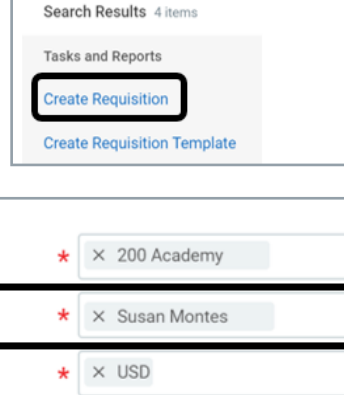 Search Results 4 items
Tasks and Reports
Create Requisition
Create Requisition Template
* × 200 Academy
* × Susan Montes
* × USD